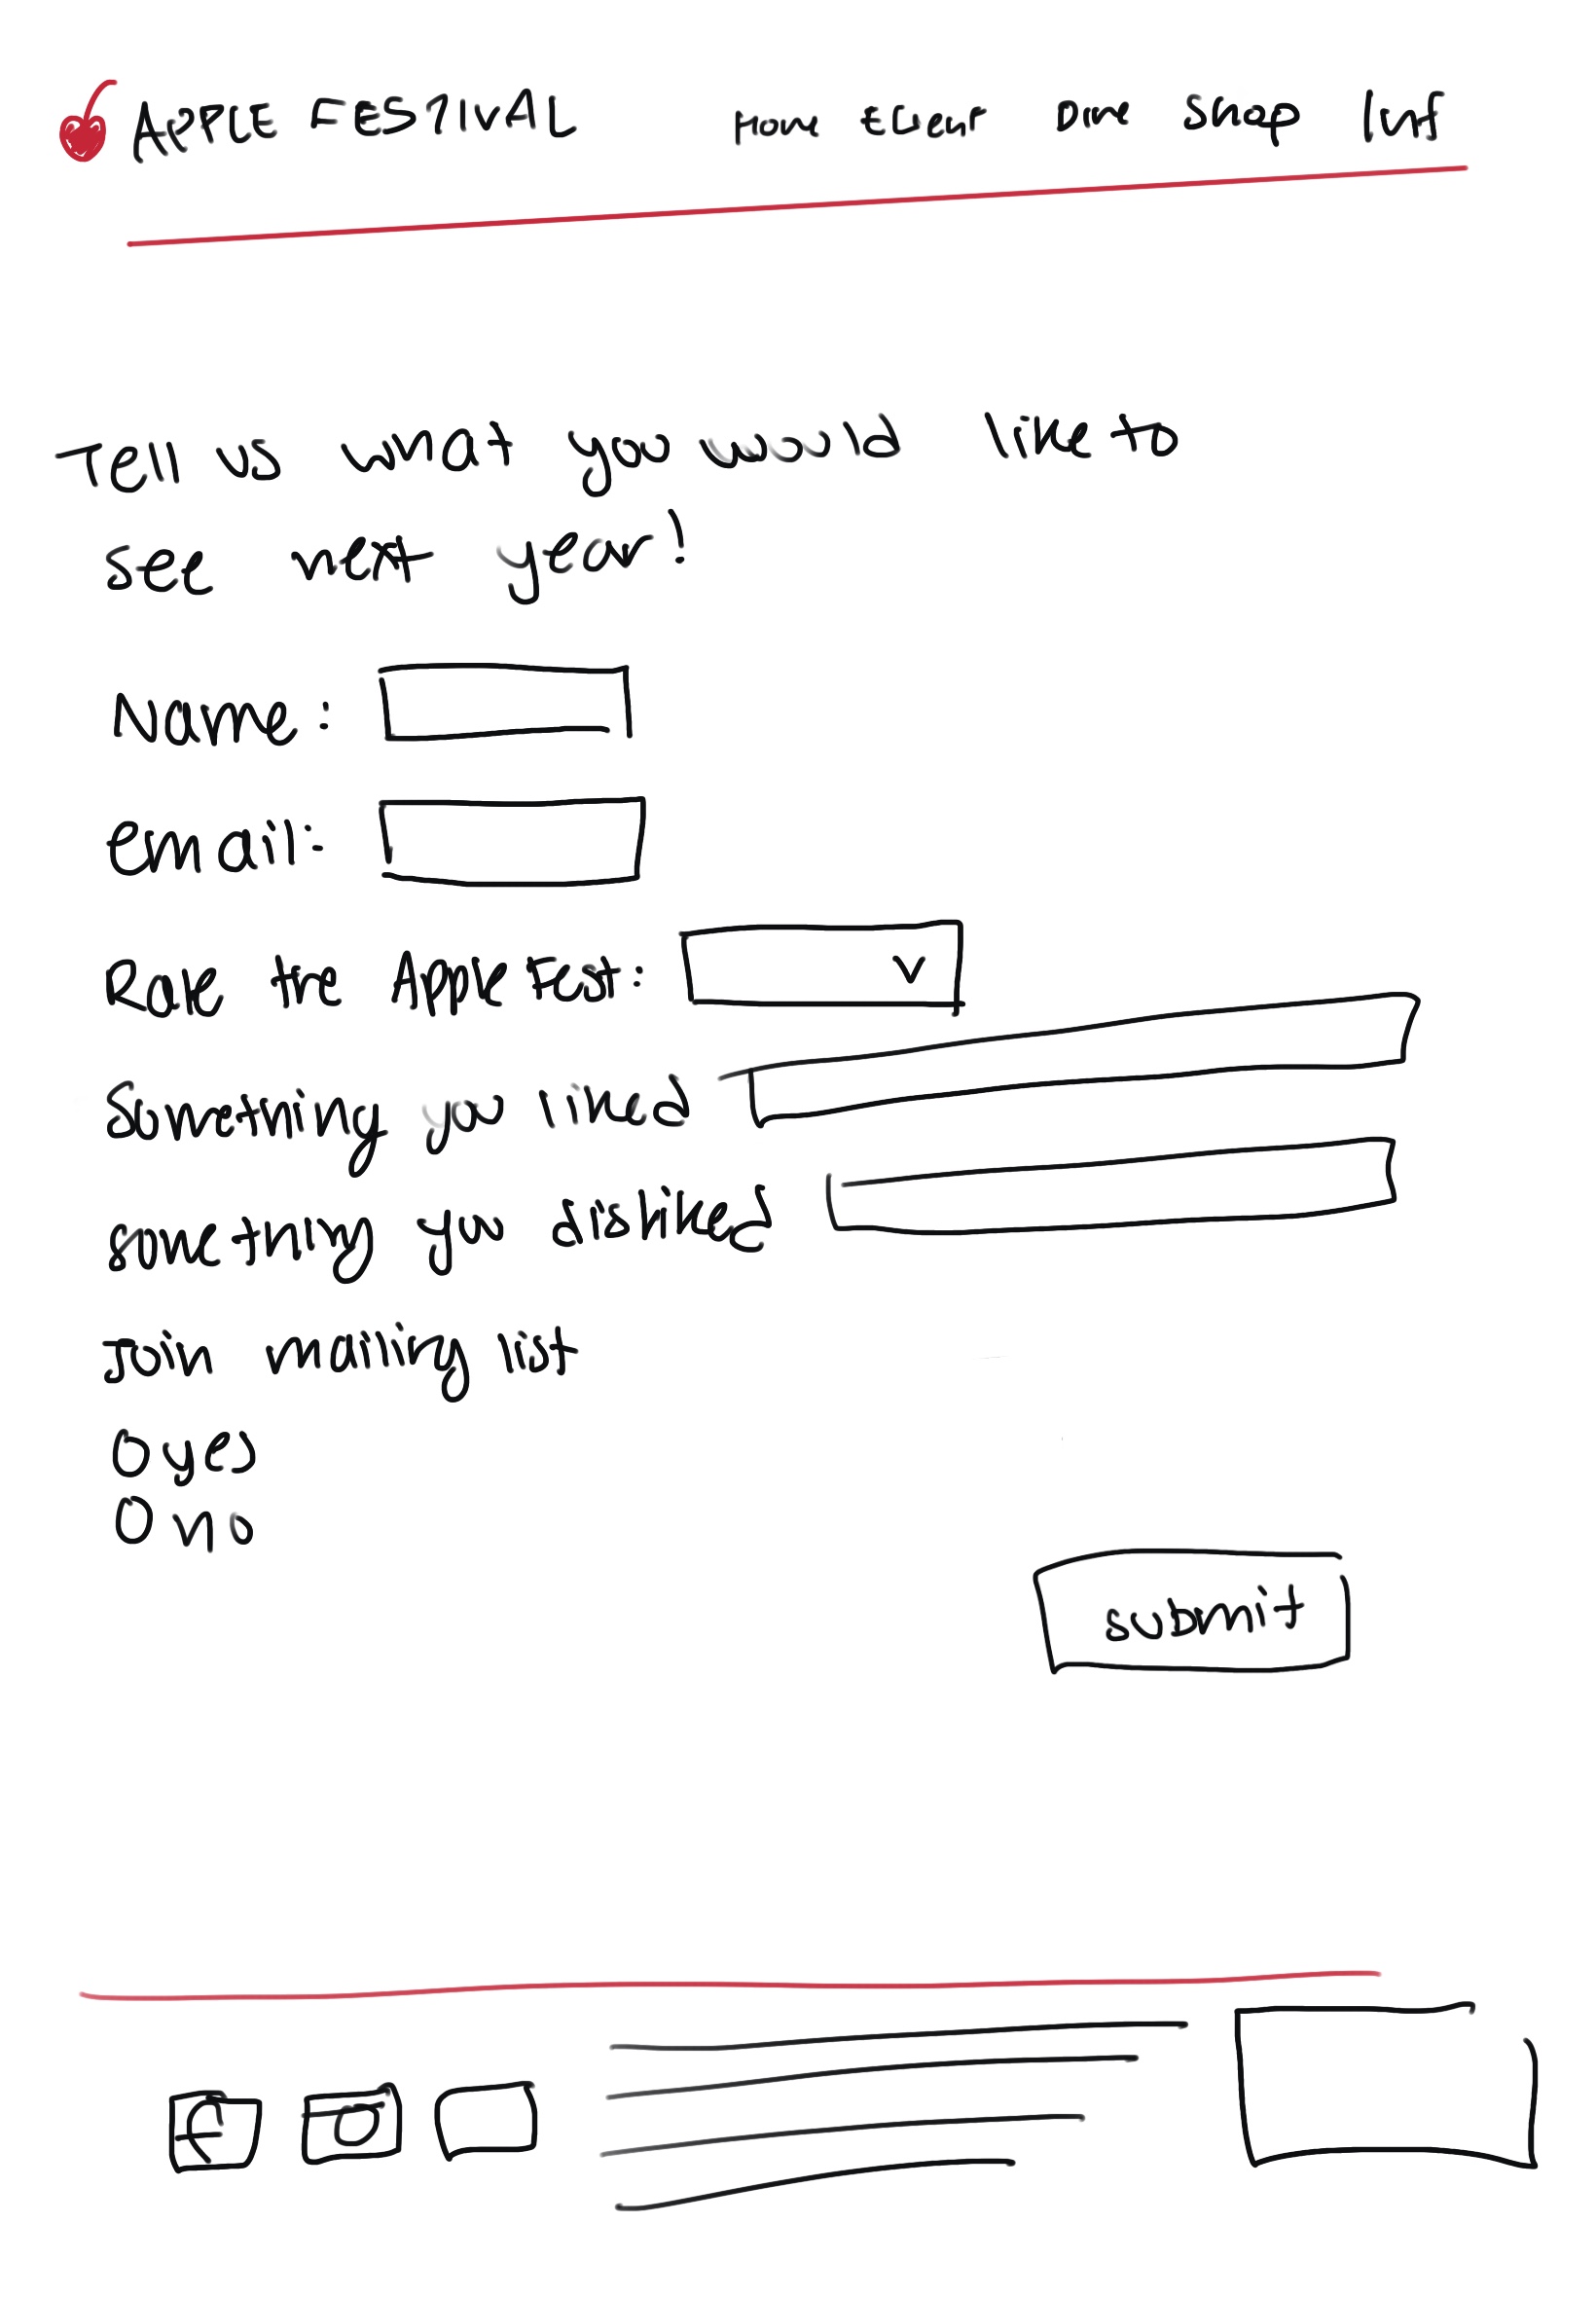 APPLE FESTIVAL Home Event Dine Shop Inf
Tell us what you would like to
see next year!
Name:
email:
Rate the Apple Fest:
Something you liked
something you disliked
Join mailing list
yes
no
submit
f